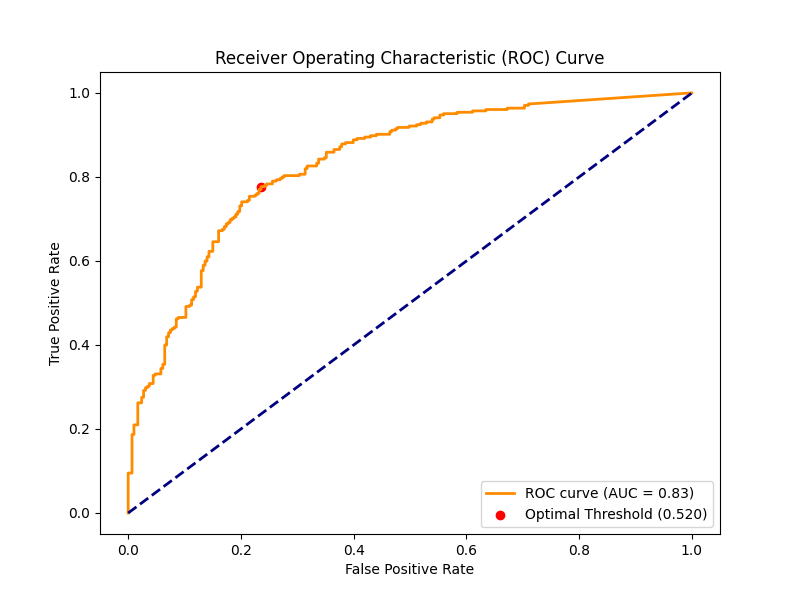 Receiver Operating Characteristic (ROC) Curve
1.0
0.8
0.6
0.4
0.2
0.0
True Positive Rate
0.0 0.2 0.4 0.6 0.8 1.0
False Positive Rate
ROC curve (AUC = 0.83)
Optimal Threshold (0.520)